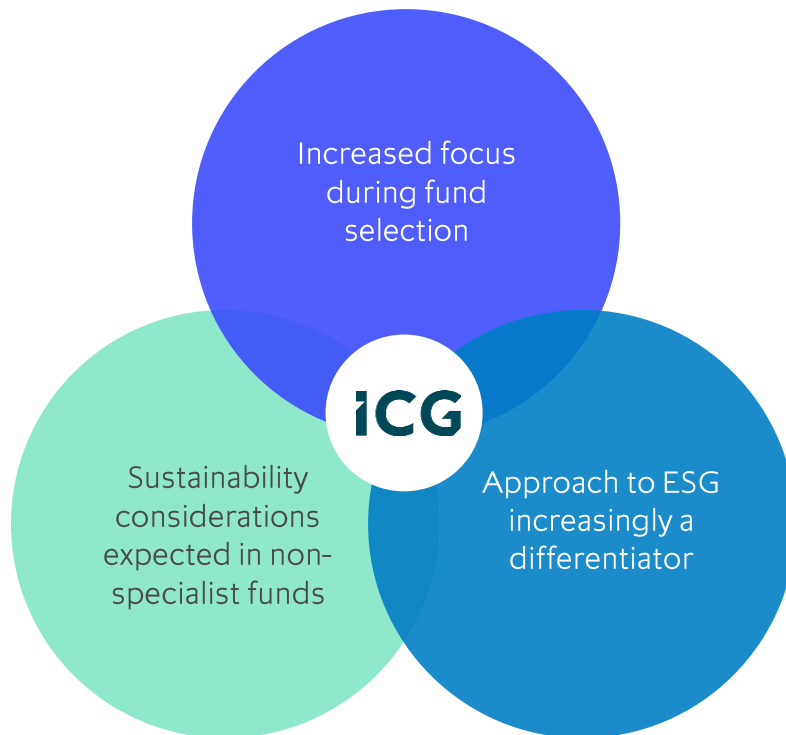 Increased focus
during fund
selection
iCG
Sustainability
considerations
expected in non-
specialist funds
Approach to ESG
increasingly a
differentiator